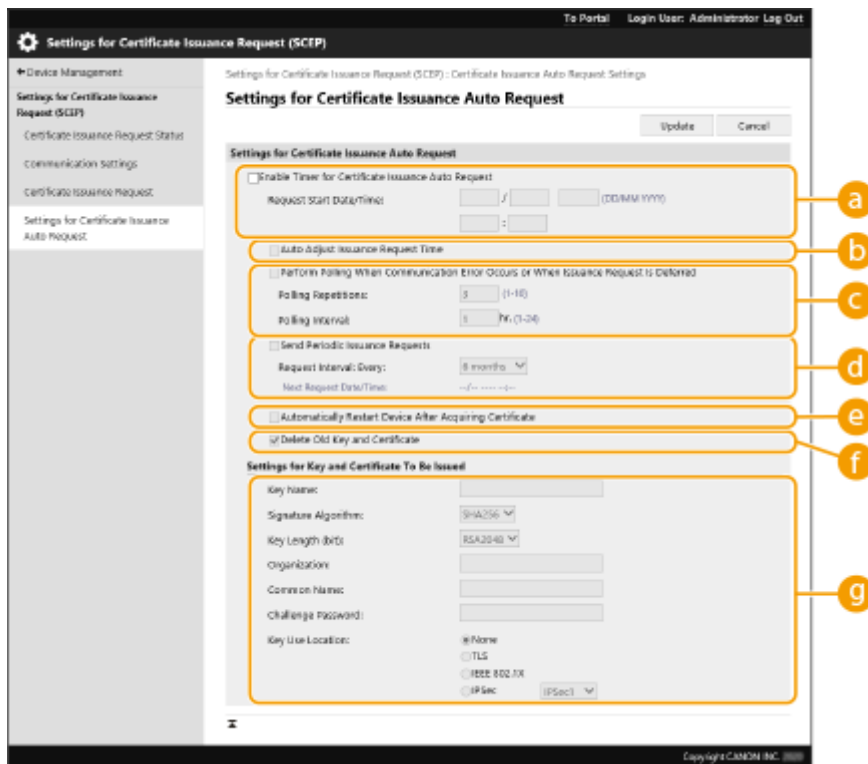 To Portal Login User: Administrator Log Out
Settings for Certificate Issuance Request (SCEP)
Device Management
Settings for Certificate Issuance Request (SCEP)
Certificate Issuance Request Status
Communication Settings
Certificate Issuance Request
Settings for Certificate Issuance Auto Request
Settings for Certificate Issuance Request (SCEP) : Certificate Issuance Auto Request Settings
Settings for Certificate Issuance Auto Request
Update Cancel
Settings for Certificate Issuance Auto Request
Enable Timer for Certificate Issuance Auto Request
Request Start Date/Time: / (DD/MM YYYY)
:
a
Auto Adjust Issuance Request Time
b
Perform Polling When Communication Error Occurs or When Issuance Request Is Deferred
Polling Repetitions: (1-10)
Polling Interval: hr. (1-24)
c
Send Periodic Issuance Requests
Request Interval: Every: 6 months
Next Request Date/Time: --/-- ---- --:--
d
Automatically Restart Device After Acquiring Certificate
e
Delete Old Key and Certificate
f
Settings for Key and Certificate To Be Issued
Key Name:
Signature Algorithm: SHA256
Key Length (bit): RSA2048
Organization:
Common Name:
Challenge Password:
Key Use Location: None
TLS
IEEE 802.1X
IPSec IPSec1
g
Copyright CANON INC.